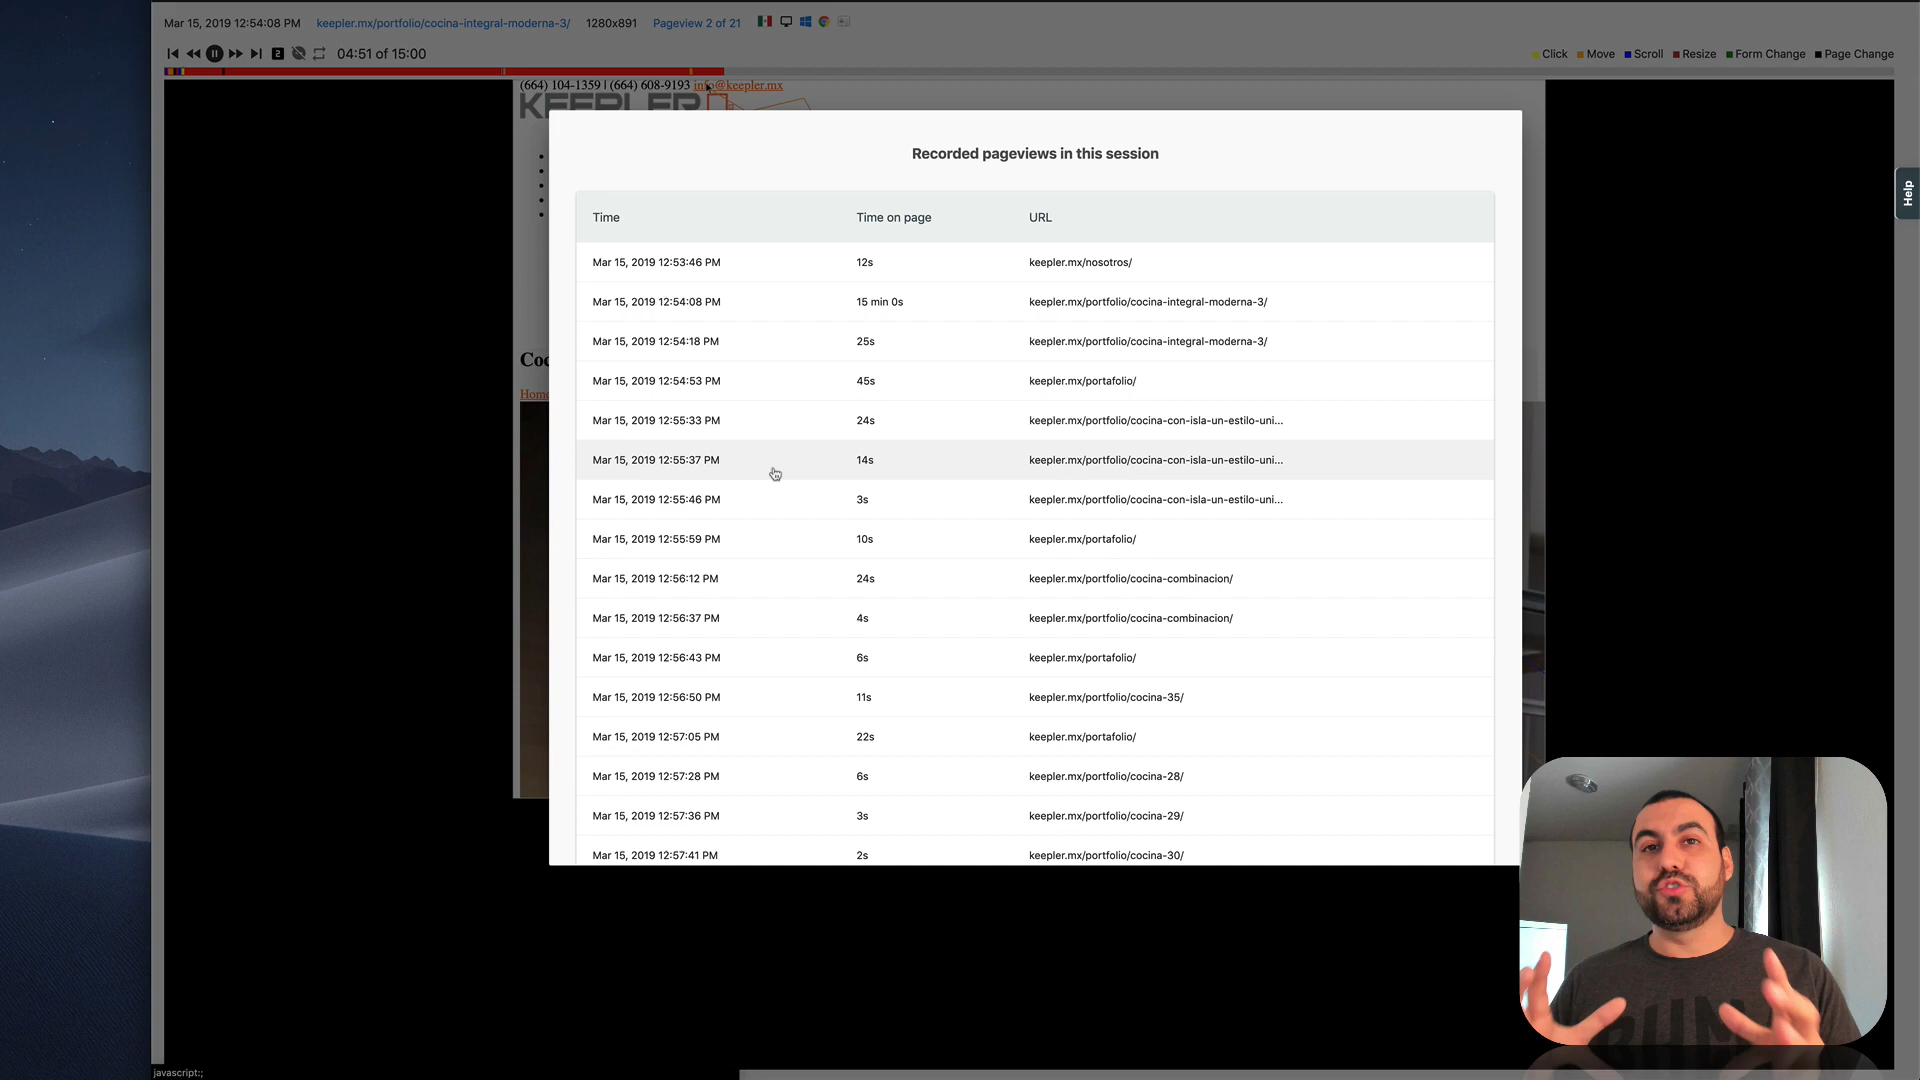 Mar 15, 2019 12:54:08 PM keepler.mx/portfolio/cocina-integral-moderna-3/ 1280x891 Pageview 2 of 21
2 04:51 of 15:00 Click Move Scroll Resize Form Change Page Change
(664) 104-1359 | (664) 608-9193 info@keepler.mx
KEEPLER
Recorded pageviews in this session
Help
Time Time on page URL
Mar 15, 2019 12:53:46 PM 12s keepler.mx/nosotros/
Mar 15, 2019 12:54:08 PM 15 min 0s keepler.mx/portfolio/cocina-integral-moderna-3/
Mar 15, 2019 12:54:18 PM 25s keepler.mx/portfolio/cocina-integral-moderna-3/
Coc
Mar 15, 2019 12:54:53 PM 45s keepler.mx/portafolio/
Home
Mar 15, 2019 12:55:33 PM 24s keepler.mx/portfolio/cocina-con-isla-un-estilo-uni...
Mar 15, 2019 12:55:37 PM 14s keepler.mx/portfolio/cocina-con-isla-un-estilo-uni...
Mar 15, 2019 12:55:46 PM 3s keepler.mx/portfolio/cocina-con-isla-un-estilo-uni...
Mar 15, 2019 12:55:59 PM 10s keepler.mx/portafolio/
Mar 15, 2019 12:56:12 PM 24s keepler.mx/portfolio/cocina-combinacion/
Mar 15, 2019 12:56:37 PM 4s keepler.mx/portfolio/cocina-combinacion/
Mar 15, 2019 12:56:43 PM 6s keepler.mx/portafolio/
Mar 15, 2019 12:56:50 PM 11s keepler.mx/portfolio/cocina-35/
Mar 15, 2019 12:57:05 PM 22s keepler.mx/portafolio/
Mar 15, 2019 12:57:28 PM 6s keepler.mx/portfolio/cocina-28/
Mar 15, 2019 12:57:36 PM 3s keepler.mx/portfolio/cocina-29/
Mar 15, 2019 12:57:41 PM 2s keepler.mx/portfolio/cocina-30/
javascript:;